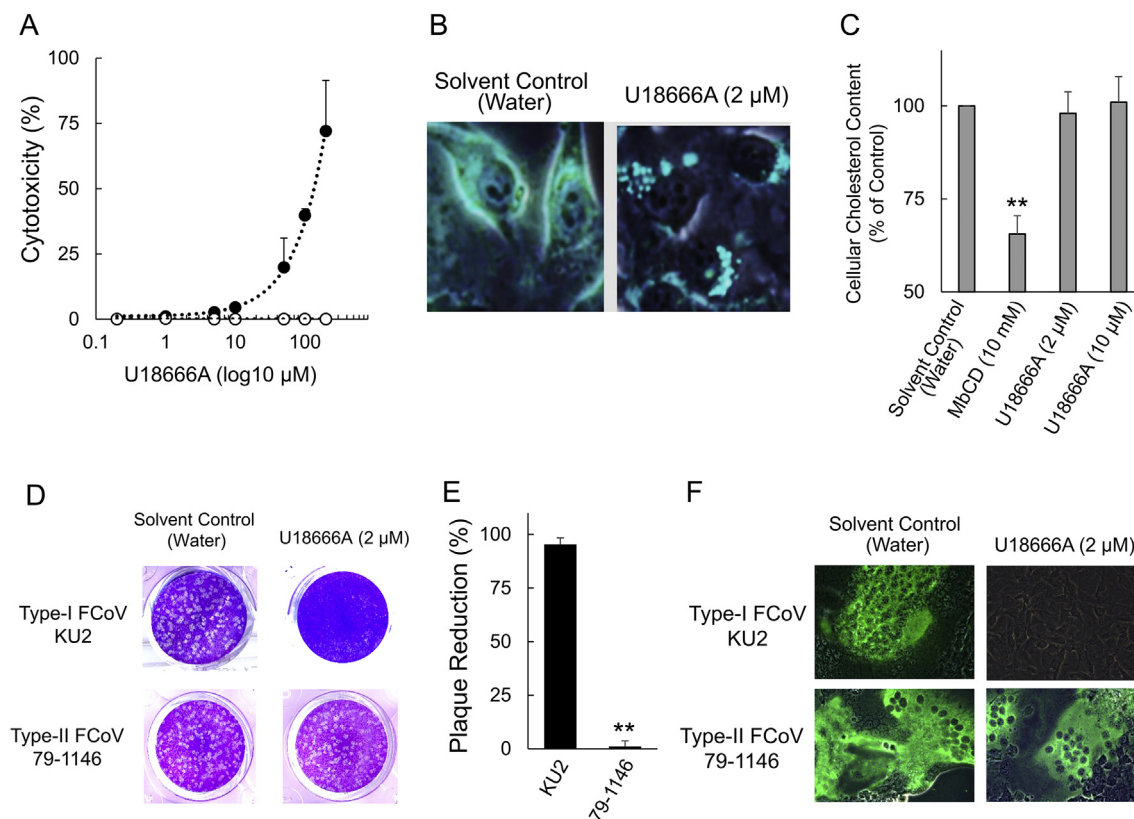 A
100
75
50
25
0
Cytotoxicity (%)
0.1
1
10
100
U18666A (log10 μM)
B
Solvent Control
(Water)
U18666A (2 μM)
C
100
75
50
Cellular Cholesterol Content
(% of Control)
**
Solvent Control
(Water)
MbCD (10 mM)
U18666A (2 μM)
U18666A (10 μM)
D
Solvent Control
(Water)
U18666A (2 μM)
Type-I FCoV
KU2
Type-II FCoV
79-1146
E
Plaque Reduction (%)
100
75
50
25
0
**
KU2
79-1146
F
Solvent Control
(Water)
U18666A (2 μM)
Type-I FCoV
KU2
Type-II FCoV
79-1146